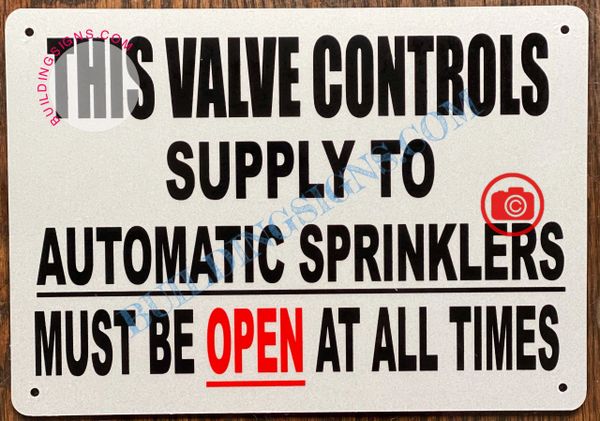 BUILDINGSIGNS.COM
THIS VALVE CONTROLS
SUPPLY TO
AUTOMATIC SPRINKLERS
MUST BE OPEN AT ALL TIMES
BUILDINGSIGNS.COM
C